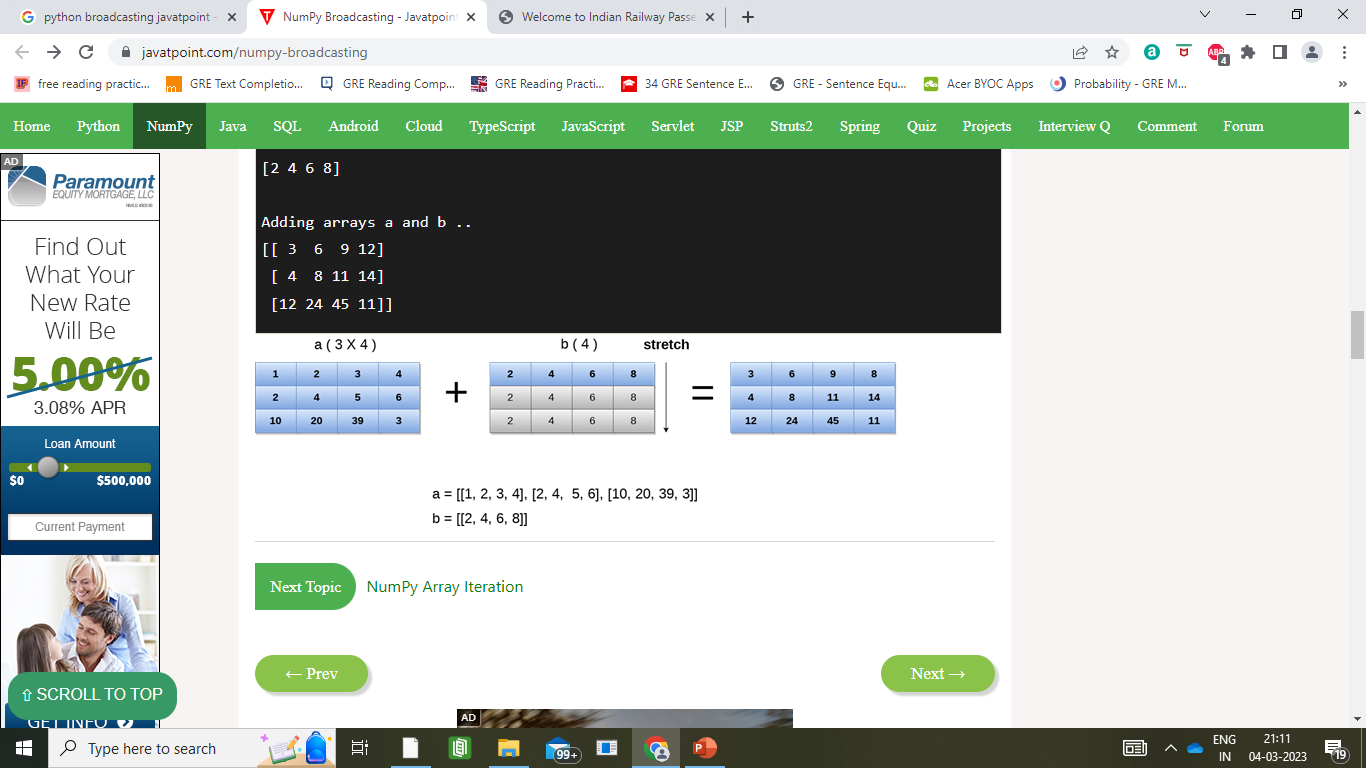 python broadcasting javatpoint -
NumPy Broadcasting - Javatpoint
Welcome to Indian Railway Passe
javatpoint.com/numpy-broadcasting
free reading practic...
GRE Text Completio...
GRE Reading Comp...
GRE Reading Practi...
34 GRE Sentence E...
GRE - Sentence Equ...
Acer BYOC Apps
Probability - GRE M...
»
Home Python NumPy Java SQL Android Cloud TypeScript JavaScript Servlet JSP Struts2 Spring Quiz Projects Interview Q Comment Forum
AD
Paramount
EQUITY MORTGAGE, LLC
Find Out
What Your
New Rate
Will Be
5.00%
3.08% APR
Loan Amount
$0 $500,000
Current Payment
⇧ SCROLL TO TOP
GET INFO
[2 4 6 8]
Adding arrays a and b ..
[[ 3  6  9 12]
[ 4  8 11 14]
[12 24 45 11]]
a ( 3 X 4 ) b ( 4 ) stretch
1 2 3 4 2 4 6 8 3 6 9 8
2 4 5 6 + 2 4 6 8 = 4 8 11 14
10 20 39 3 2 4 6 8 12 24 45 11
a = [[1, 2, 3, 4], [2, 4,  5, 6], [10, 20, 39, 3]]
b = [[2, 4, 6, 8]]
Next Topic NumPy Array Iteration
← Prev Next →
AD
Type here to search
99+
ENG
IN
21:11
04-03-2023
19